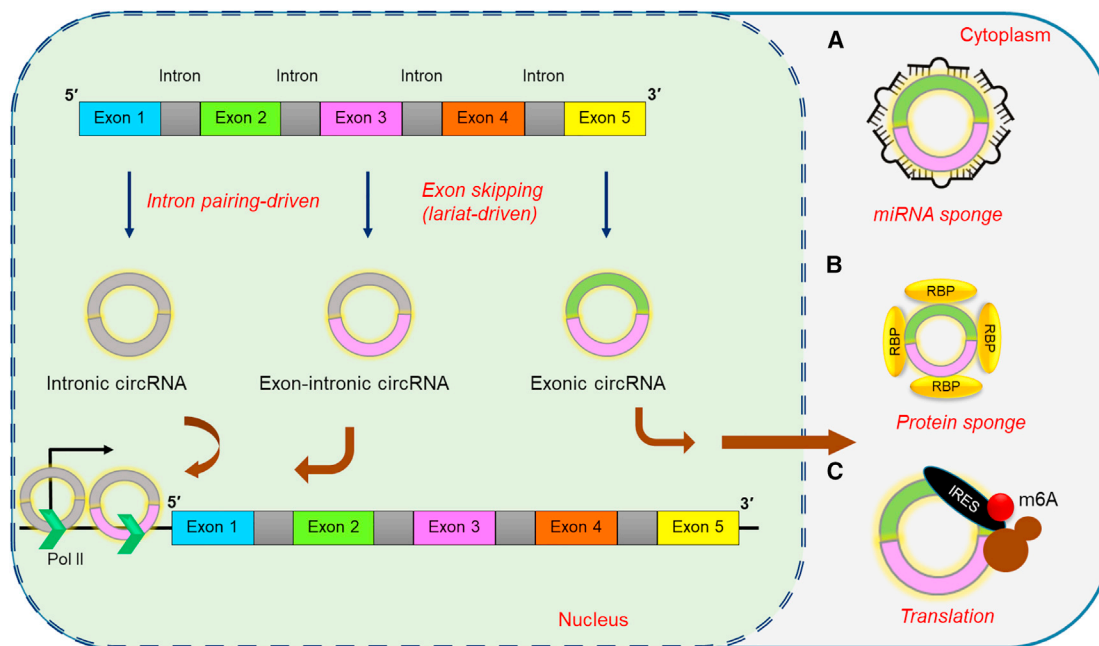 A
Cytoplasm
Intron Intron Intron Intron
5′ 3′
Exon 1 Exon 2 Exon 3 Exon 4 Exon 5
Intron pairing-driven
Exon skipping
(lariat-driven)
miRNA sponge
B
RBP
RBP
RBP
RBP
Intronic circRNA Exon-intronic circRNA Exonic circRNA
Protein sponge
C
5′ 3′
IRES
m6A
Exon 1 Exon 2 Exon 3 Exon 4 Exon 5
Pol II
Nucleus
Translation